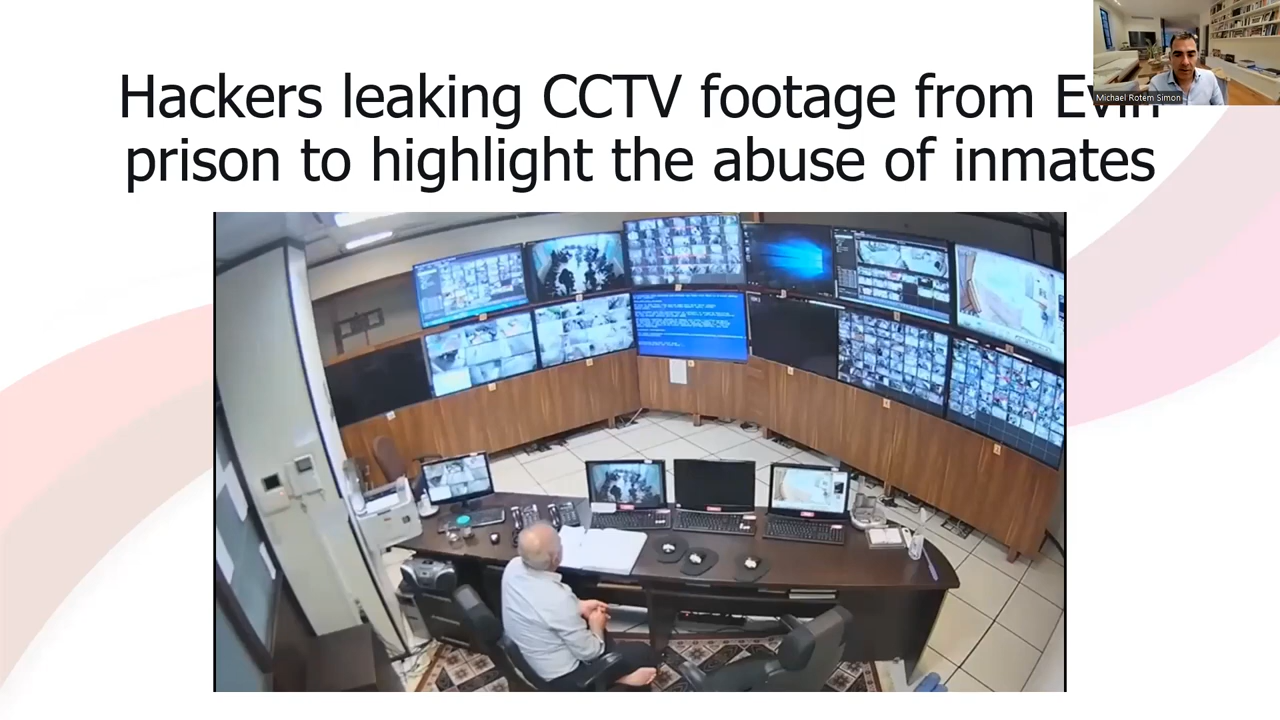 Hackers leaking CCTV footage from Evin
prison to highlight the abuse of inmates
Michael Rotem Simon